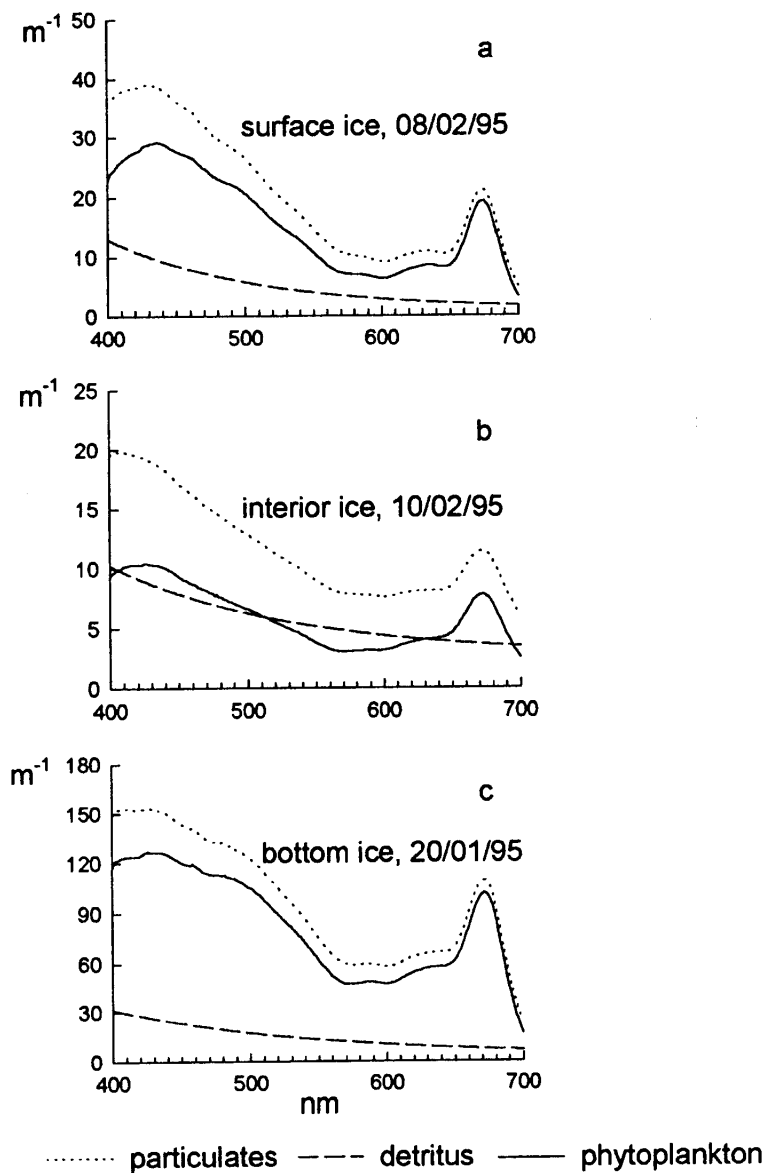 m⁻¹
50
40
30
20
10
0
a
surface ice, 08/02/95
400 500 600 700
m⁻¹
25
20
15
10
5
0
b
interior ice, 10/02/95
400 500 600 700
m⁻¹
180
150
120
90
60
30
0
c
bottom ice, 20/01/95
400 500 600 700
nm
particulates detritus phytoplankton